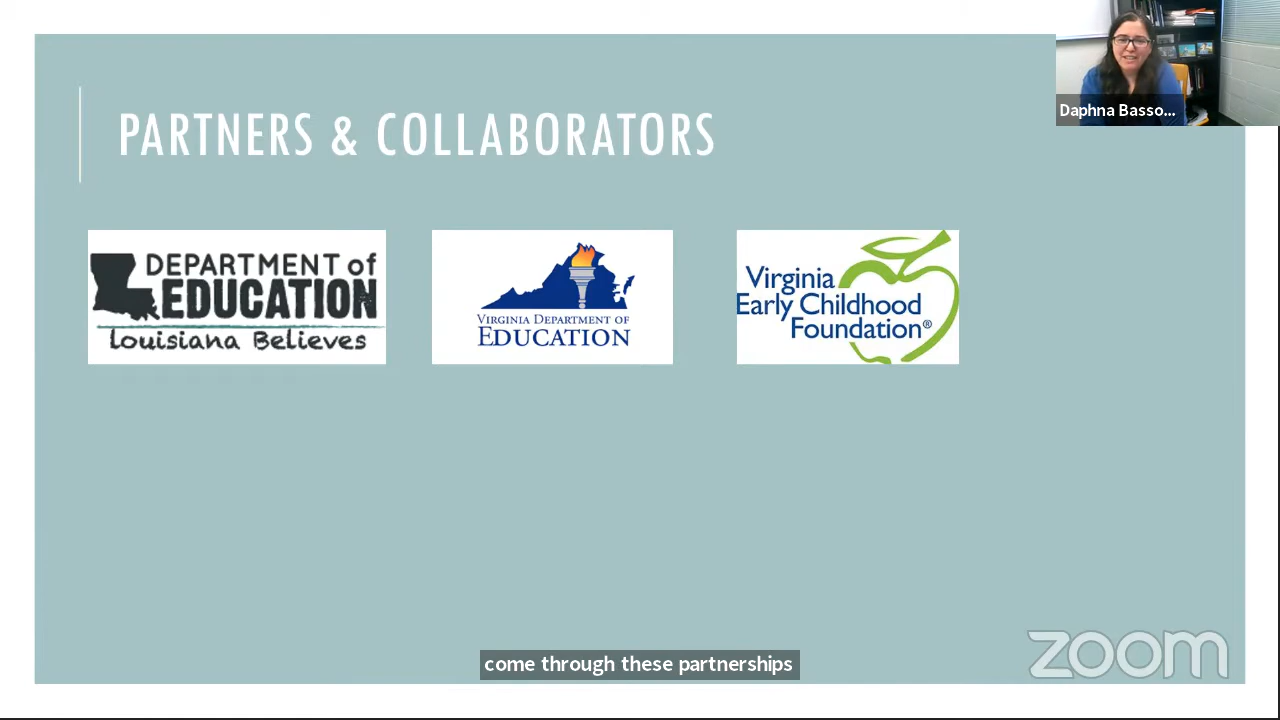 Daphna Basso...
PARTNERS & COLLABORATORS
DEPARTMENT of
EDUCATION
Louisiana Believes
VIRGINIA DEPARTMENT OF
EDUCATION
Virginia
Early Childhood
Foundation®
come through these partnerships
zoom